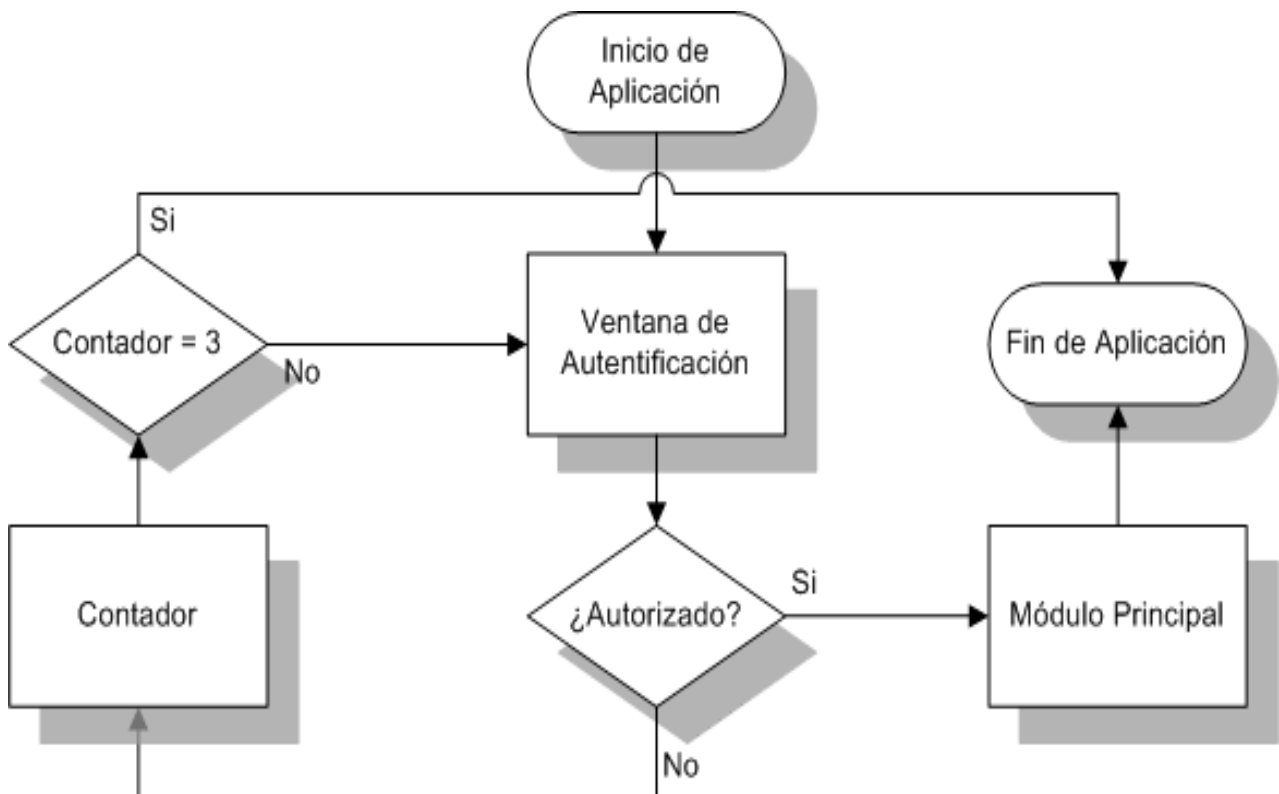 Inicio de
Aplicación
Si
Contador = 3
No
Ventana de
Autentificación
Fin de Aplicación
Contador
¿Autorizado?
Si
Módulo Principal
No